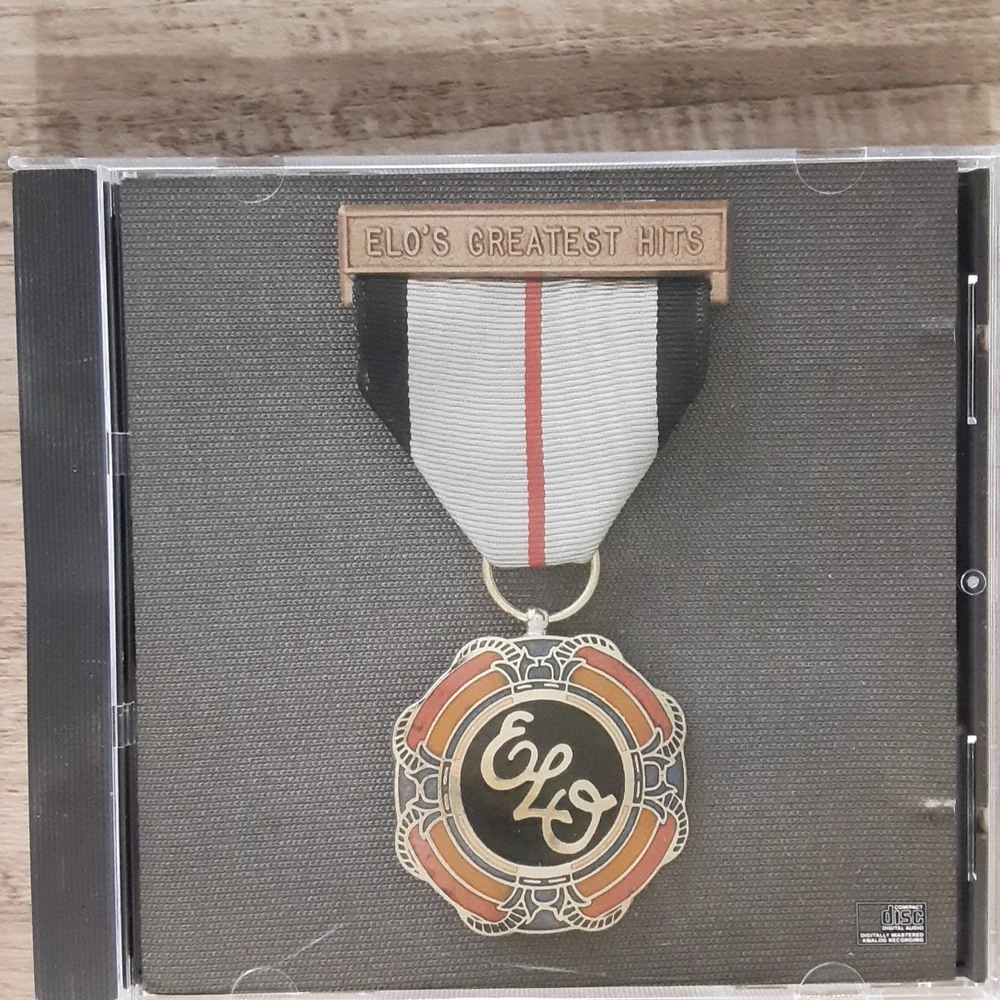 ELO'S GREATEST HITS
ELO
COMPACT
disc
DIGITAL AUDIO
DIGITALLY MASTERED
ANALOG RECORDING